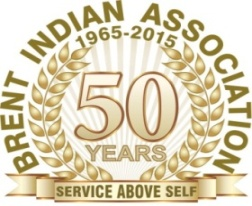 BRENT INDIAN ASSOCIATION
1965-2015
50
YEARS
SERVICE ABOVE SELF